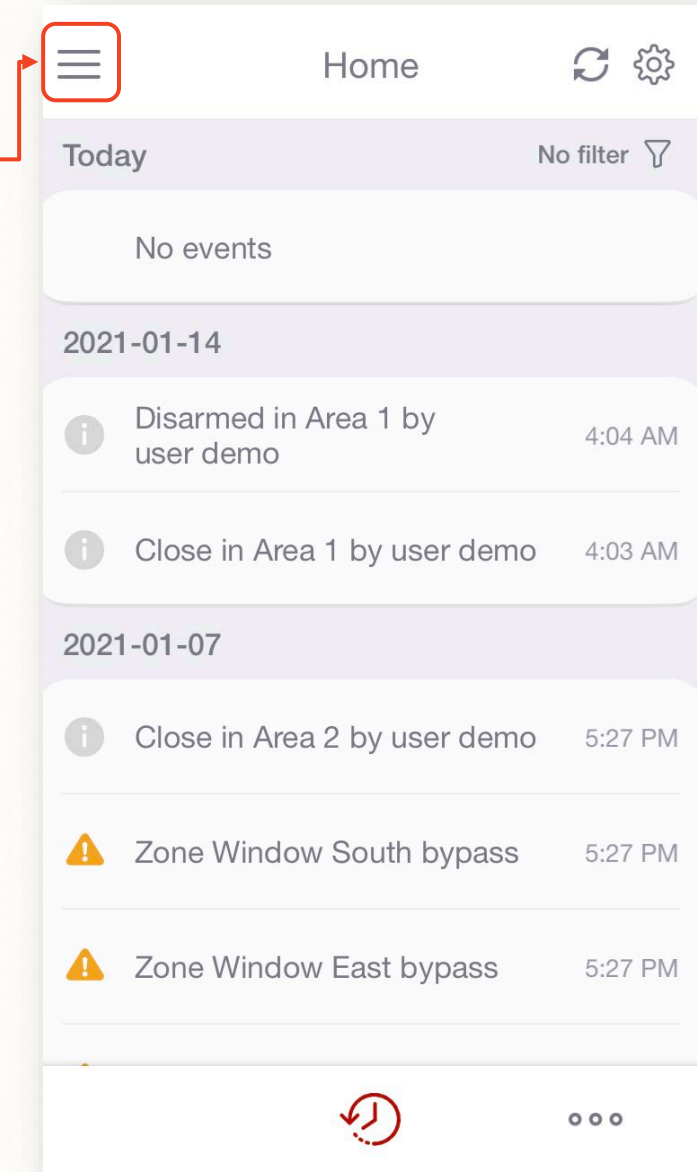 Home
Today
No filter
No events
2021-01-14
Disarmed in Area 1 by
user demo
4:04 AM
Close in Area 1 by user demo
4:03 AM
2021-01-07
Close in Area 2 by user demo
5:27 PM
Zone Window South bypass
5:27 PM
Zone Window East bypass
5:27 PM